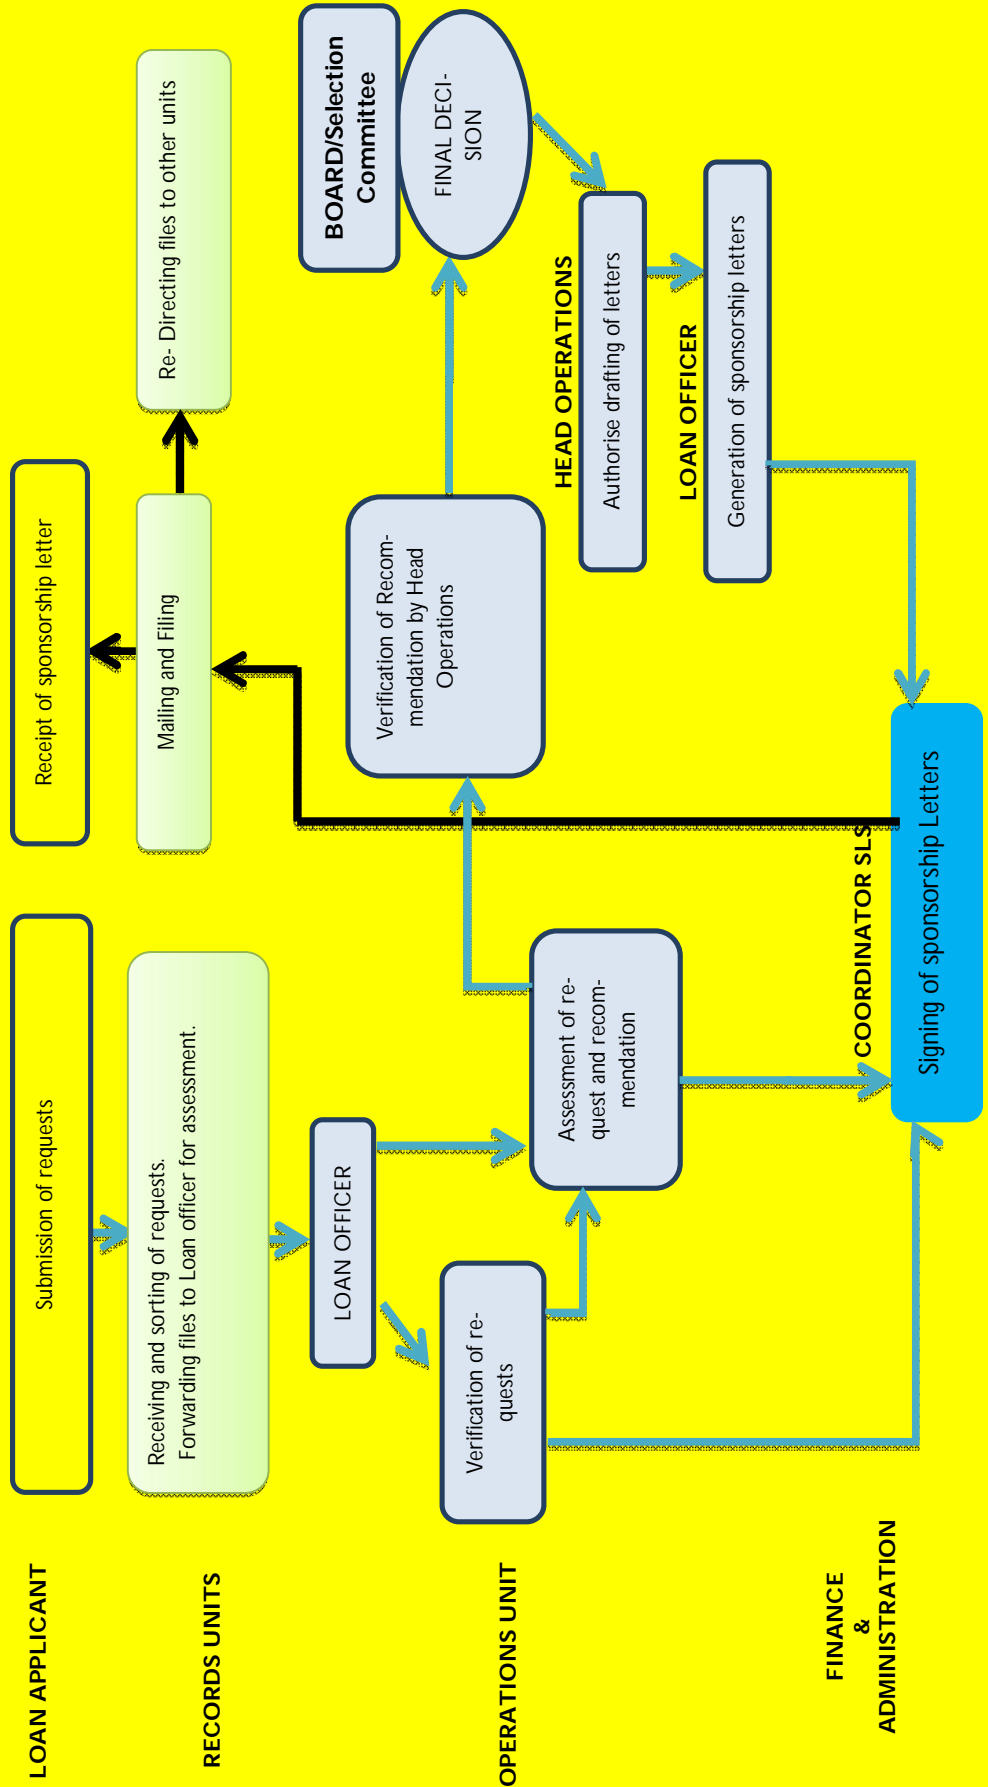 LOAN APPLICANT
Submission of requests
Receipt of sponsorship letter
RECORDS UNITS
Receiving and sorting of requests.
Forwarding files to Loan officer for assessment.
Mailing and Filing
Re- Directing files to other units
OPERATIONS UNIT
LOAN OFFICER
Verification of re-
quests
Assessment of re-
quest and recom-
mendation
Verification of Recom-
mendation by Head
Operations
BOARD/Selection
Committee
FINAL DECI-
SION
HEAD OPERATIONS
Authorise drafting of letters
LOAN OFFICER
Generation of sponsorship letters
FINANCE
&
ADMINISTRATION
COORDINATOR SLS
Signing of sponsorship Letters